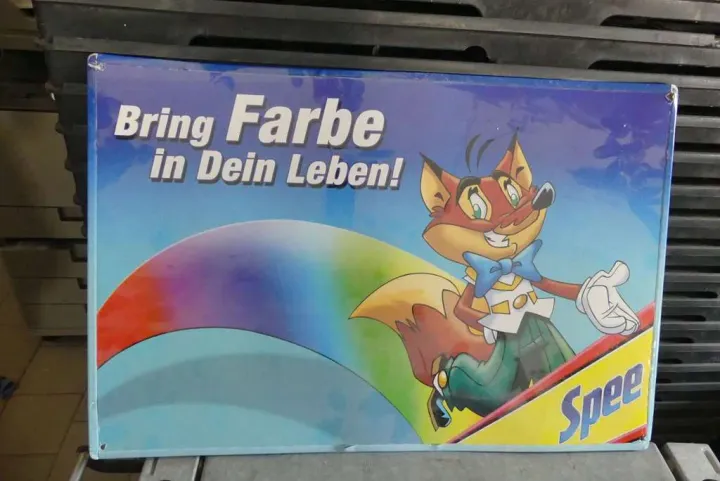 Bring Farbe
in Dein Leben!
Spee